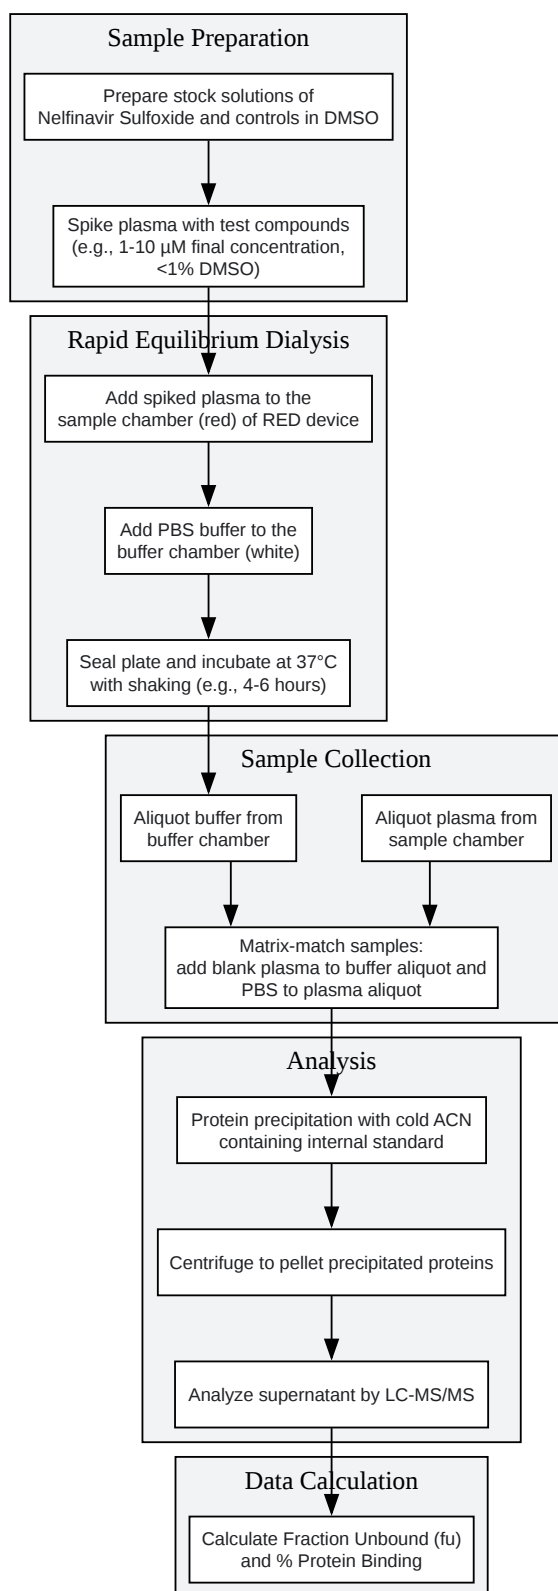 Sample Preparation
Prepare stock solutions of
Nelfinavir Sulfoxide and controls in DMSO
Spike plasma with test compounds
(e.g., 1-10 µM final concentration,
<1% DMSO)
Rapid Equilibrium Dialysis
Add spiked plasma to the
sample chamber (red) of RED device
Add PBS buffer to the
buffer chamber (white)
Seal plate and incubate at 37°C
with shaking (e.g., 4-6 hours)
Sample Collection
Aliquot buffer from
buffer chamber
Aliquot plasma from
sample chamber
Matrix-match samples:
add blank plasma to buffer aliquot and
PBS to plasma aliquot
Analysis
Protein precipitation with cold ACN
containing internal standard
Centrifuge to pellet precipitated proteins
Analyze supernatant by LC-MS/MS
Data Calculation
Calculate Fraction Unbound (fu)
and % Protein Binding